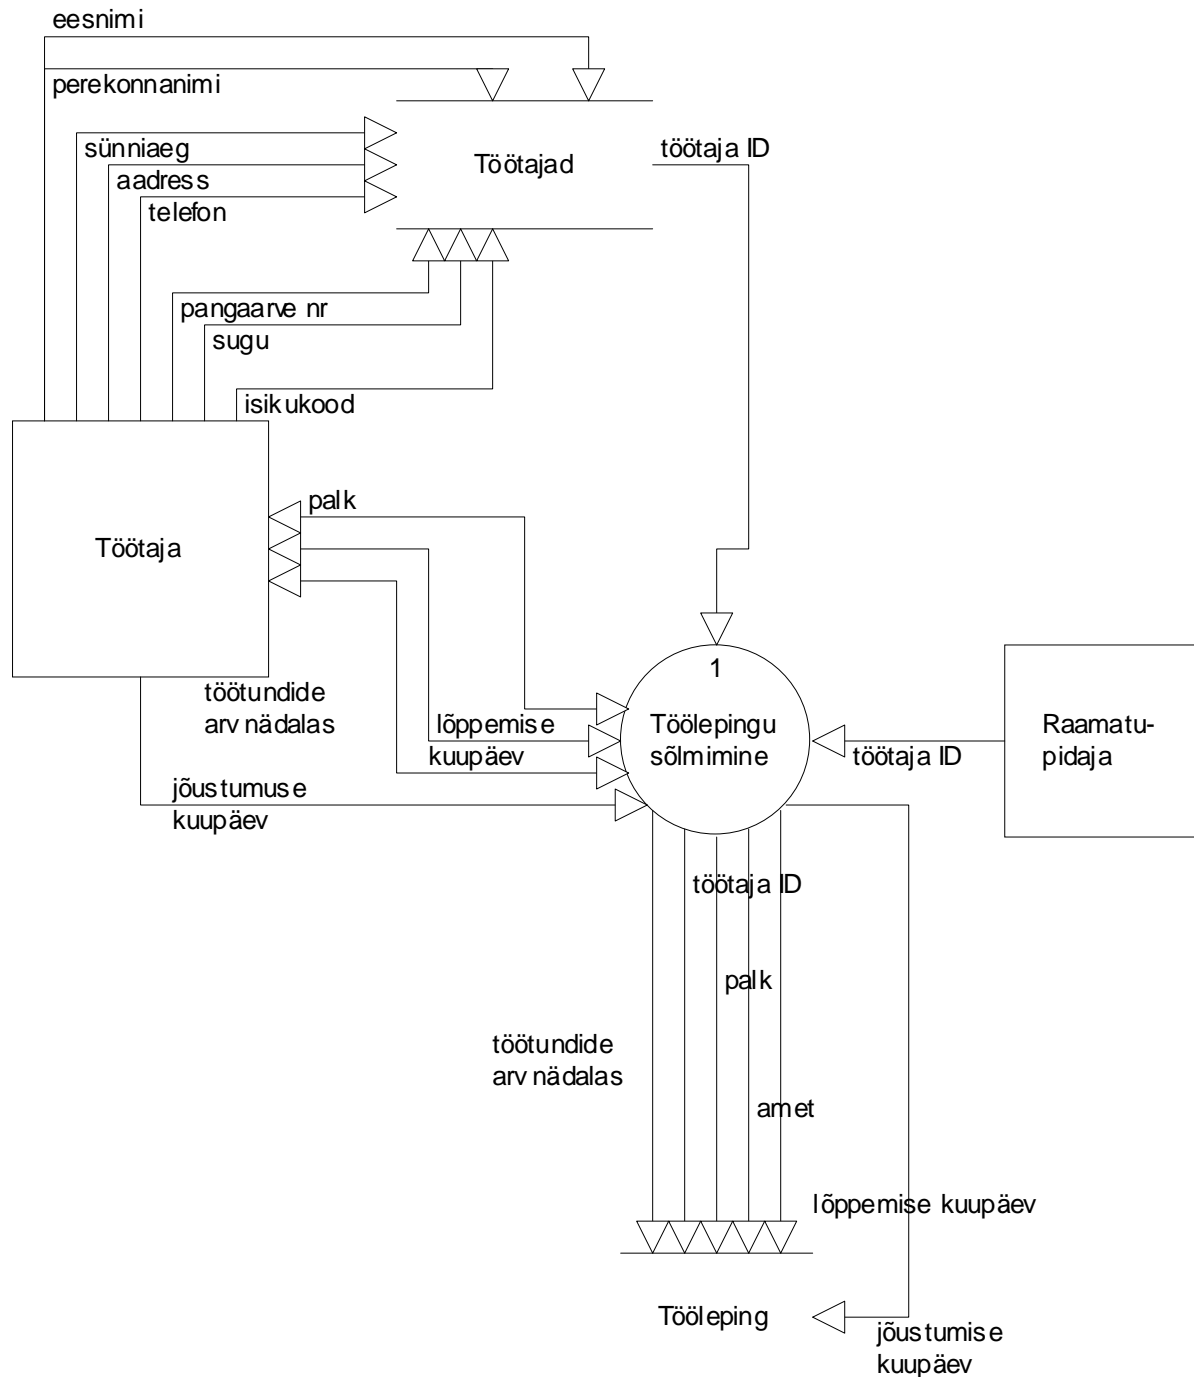 eesnimi
perekonnanimi
sünniaeg
aadress
telefon
Töötajad
töötaja ID
pangaarve nr
sugu
isikukood
palk
Töötaja
töötundide
arv nädalas
lõppemise
kuupäev
jõustumuse
kuupäev
1
Töölepingu
sõlmimine
töötaja ID
Raamatu-
pidaja
töötaja ID
palk
töötundide
arv nädalas
amet
lõppemise kuupäev
Tööleping
jõustumise
kuupäev